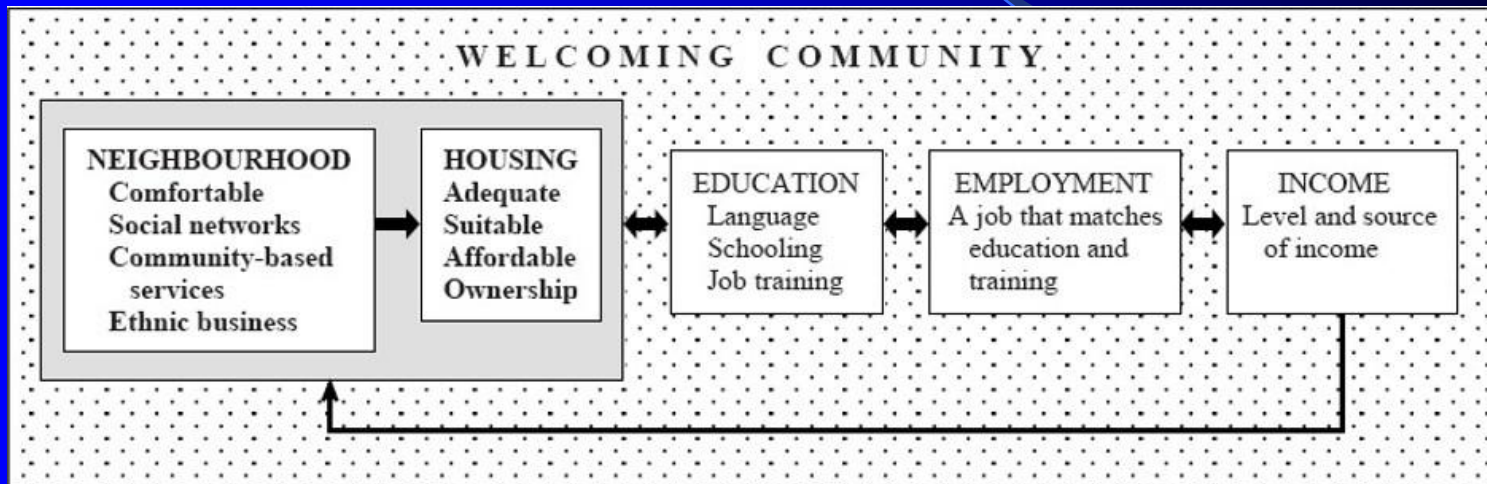 WELCOMING COMMUNITY
NEIGHBOURHOOD
Comfortable
Social networks
Community-based
services
Ethnic business
HOUSING
Adequate
Suitable
Affordable
Ownership
EDUCATION
Language
Schooling
Job training
EMPLOYMENT
A job that matches
education and
training
INCOME
Level and source
of income